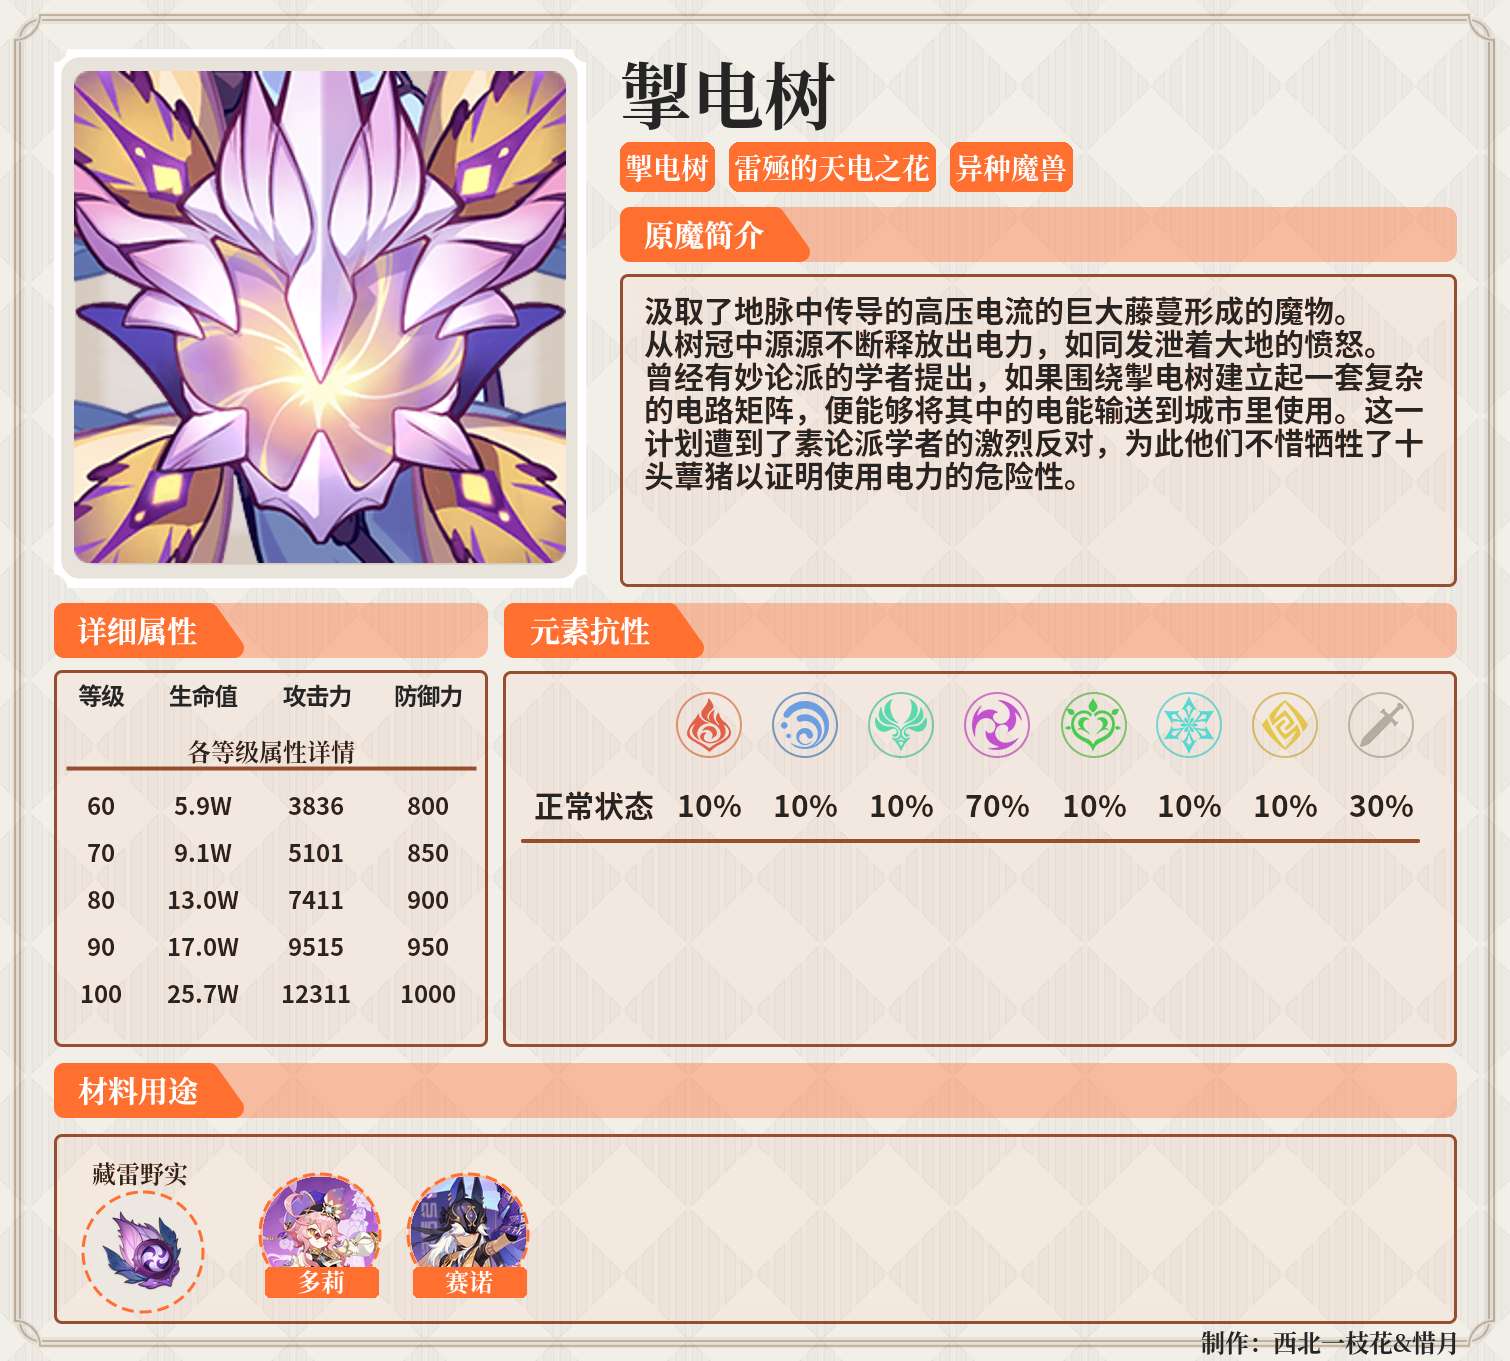 掣电树
掣电树 雷殛的天电之花 异种魔兽
原魔简介
汲取了地脉中传导的高压电流的巨大藤蔓形成的魔物。
从树冠中源源不断释放出电力，如同发泄着大地的愤怒。
曾经有妙论派的学者提出，如果围绕掣电树建立起一套复杂
的电路矩阵，便能够将其中的电能输送到城市里使用。这一
计划遭到了素论派学者的激烈反对，为此他们不惜牺牲了十
头蕈猪以证明使用电力的危险性。
详细属性 元素抗性
等级 生命值 攻击力 防御力
各等级属性详情
60 5.9W 3836 800
70 9.1W 5101 850
80 13.0W 7411 900
90 17.0W 9515 950
100 25.7W 12311 1000
正常状态 10% 10% 10% 70% 10% 10% 10% 30%
材料用途
藏雷野实
多莉 赛诺
制作：西北一枝花&惜月